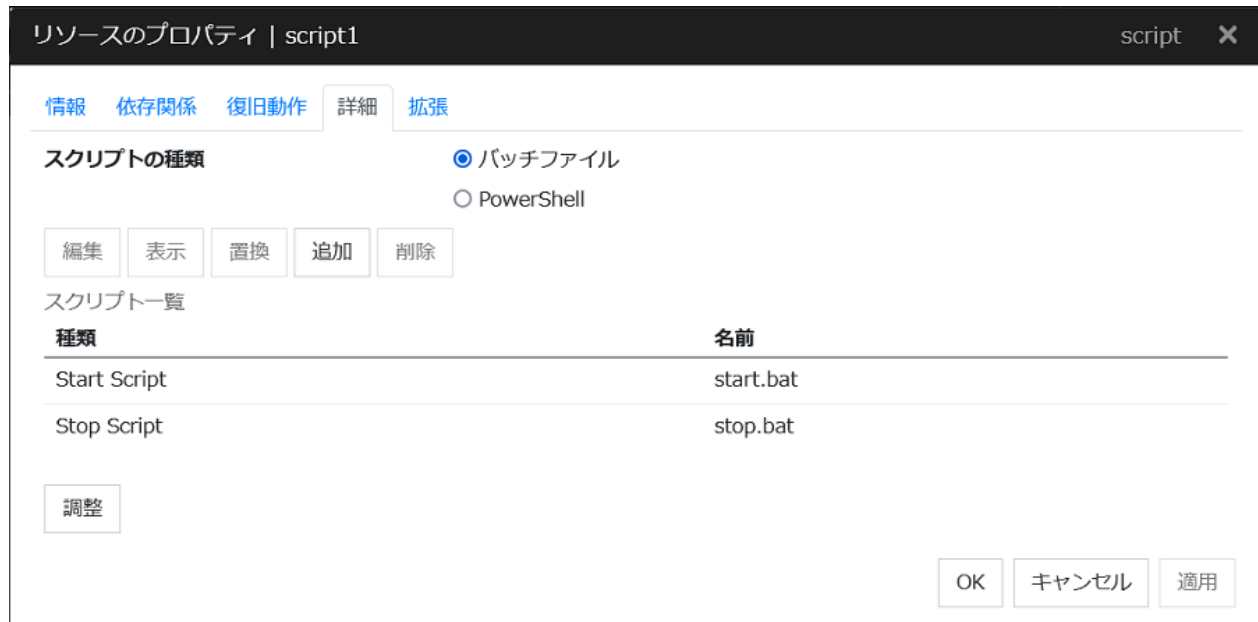 リソースのプロパティ | script1 script ×
情報 依存関係 復旧動作 詳細 拡張
スクリプトの種類 バッチファイル
PowerShell
編集 表示 置換 追加 削除
スクリプト一覧
種類 名前
Start Script start.bat
Stop Script stop.bat
調整
OK キャンセル 適用